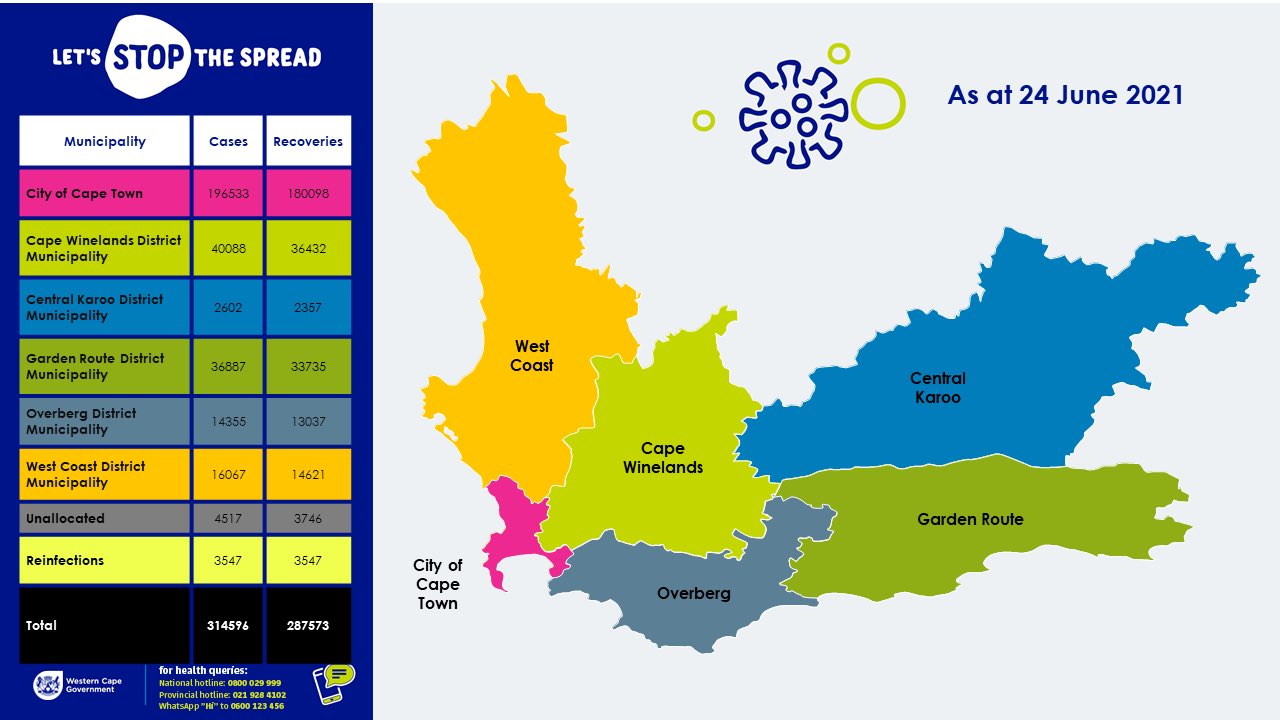 LET'S STOP THE SPREAD
Municipality Cases Recoveries
City of Cape Town 196533 180098
Cape Winelands District
Municipality 40088 36432
Central Karoo District
Municipality 2602 2357
Garden Route District
Municipality 36887 33735
Overberg District
Municipality 14355 13037
West Coast District
Municipality 16067 14621
Unallocated 4517 3746
Reinfections 3547 3547
Total 314596 287573
Western Cape
Government
for health queries:
National hotline: 0800 029 999
Provincial hotline: 021 928 4102
WhatsApp "Hi" to 0600 123 456
As at 24 June 2021
West
Coast
Central
Karoo
Cape
Winelands
Garden Route
City of
Cape
Town
Overberg